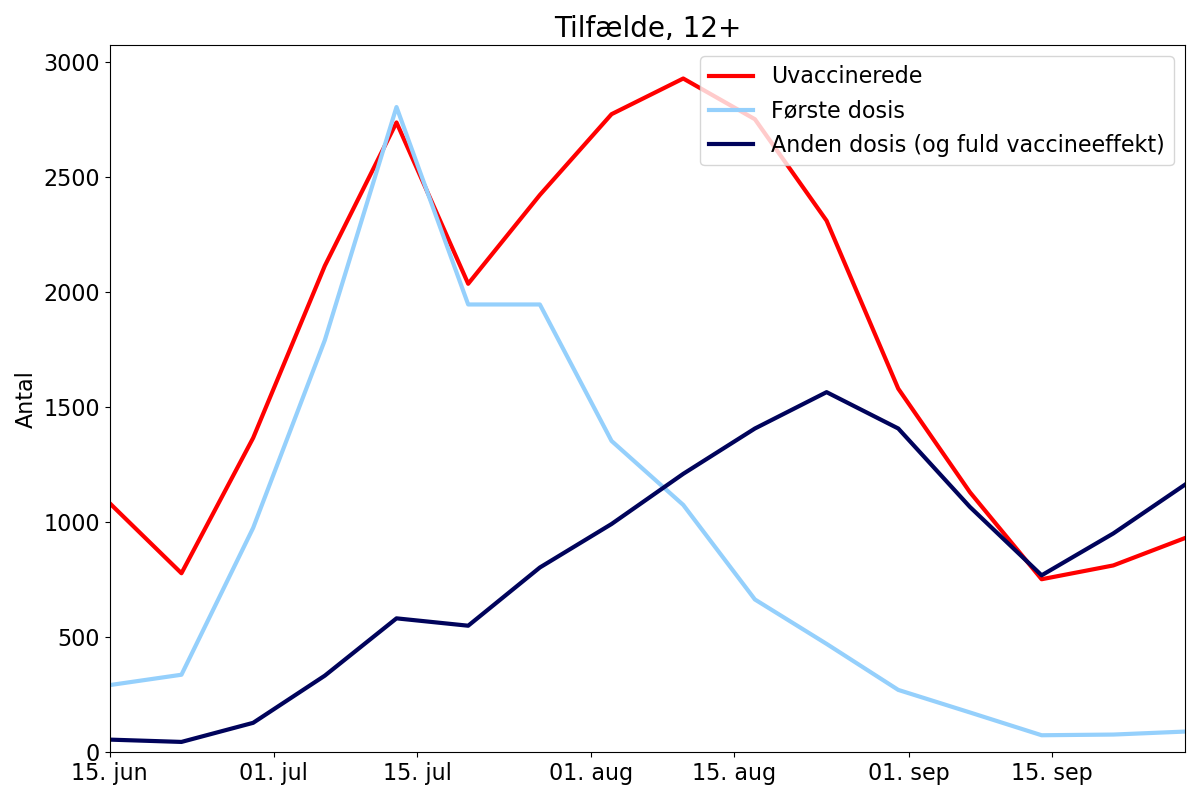 Tilfælde, 12+
Uvaccinerede
Første dosis
Anden dosis (og fuld vaccineeffekt)
Antal
3000
2500
2000
1500
1000
500
0
15. jun 01. jul 15. jul 01. aug 15. aug 01. sep 15. sep